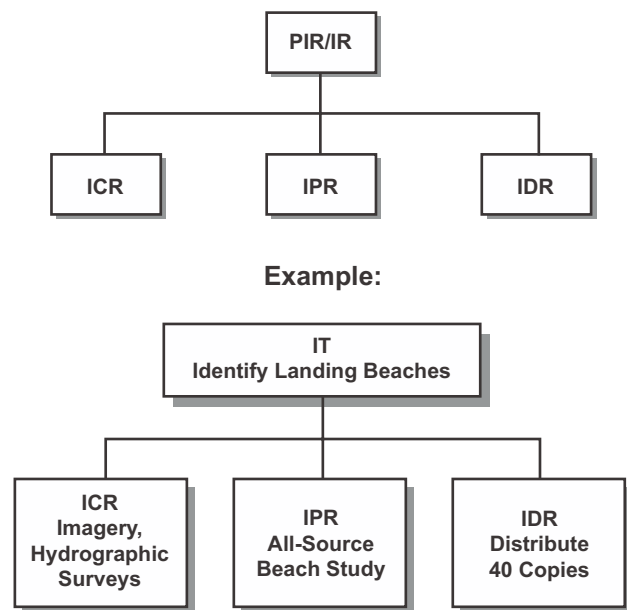 PIR/IR
ICR
IPR
IDR
Example:
IT
Identify Landing Beaches
ICR
Imagery,
Hydrographic
Surveys
IPR
All-Source
Beach Study
IDR
Distribute
40 Copies